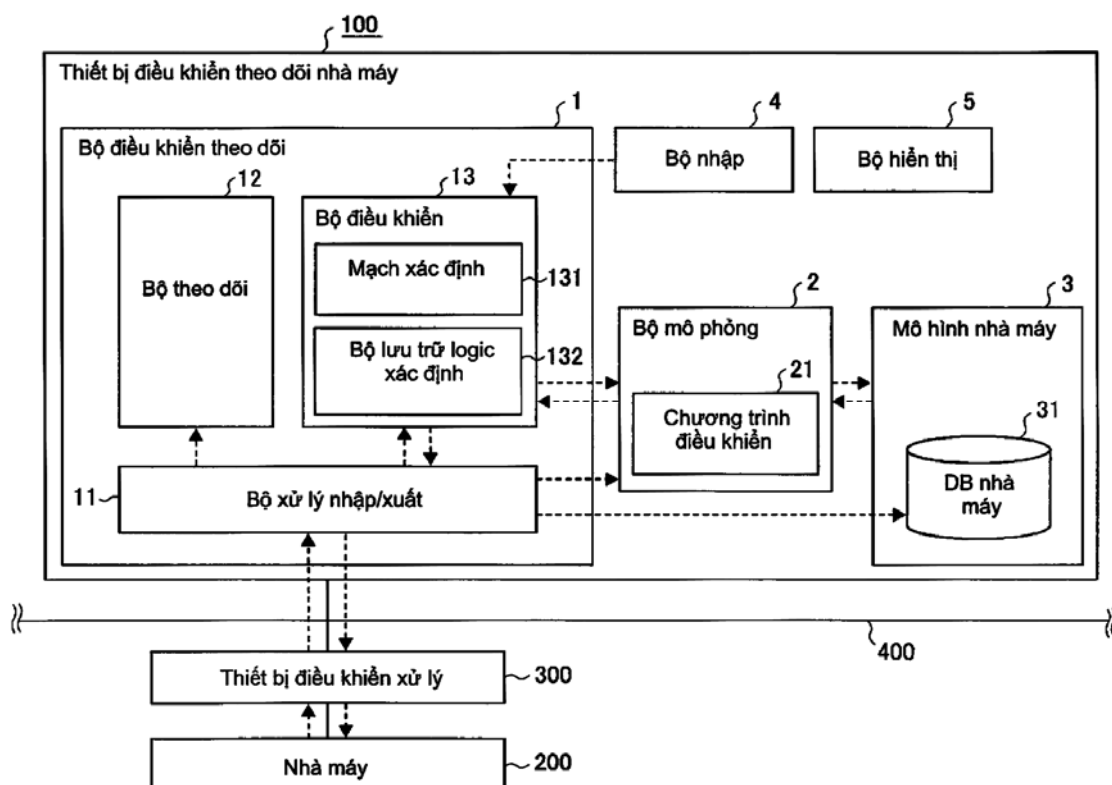 100
Thiết bị điều khiển theo dõi nhà máy
1
4
5
Bộ điều khiển theo dõi
Bộ nhập
Bộ hiển thị
12
13
Bộ theo dõi
Bộ điều khiển
Mạch xác định
131
Bộ lưu trữ logic
xác định
132
2
3
Bộ mô phỏng
Mô hình nhà máy
21
Chương trình
điều khiển
31
DB nhà
máy
11
Bộ xử lý nhập/xuất
400
Thiết bị điều khiển xử lý
300
Nhà máy
200